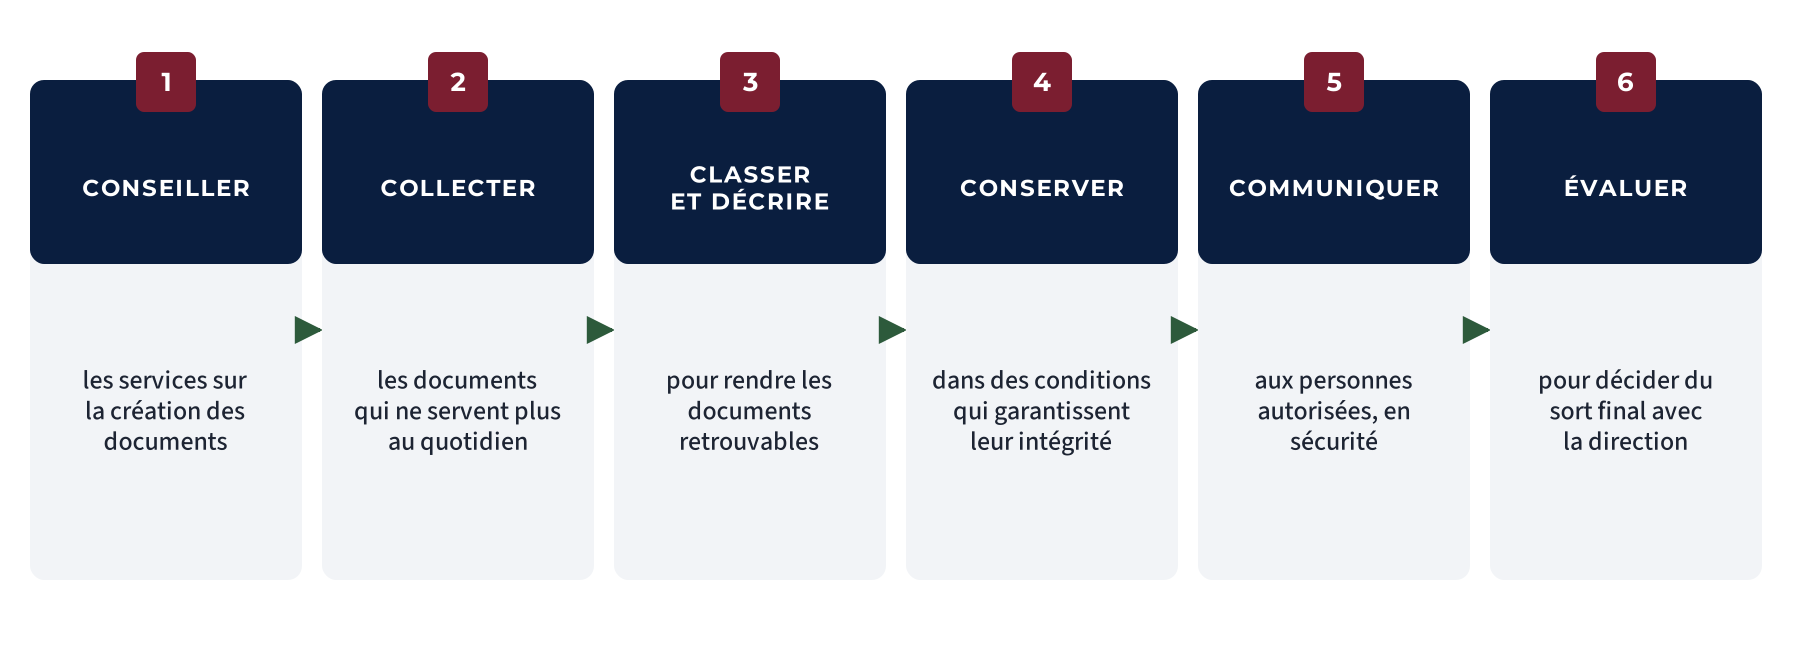 1
CONSEILLER
les services sur
la création des
documents
2
COLLECTER
les documents
qui ne servent plus
au quotidien
3
CLASSER
ET DÉCRIRE
pour rendre les
documents
retrouvables
4
CONSERVER
dans des conditions
qui garantissent
leur intégrité
5
COMMUNIQUER
aux personnes
autorisées, en
sécurité
6
ÉVALUER
pour décider du
sort final avec
la direction